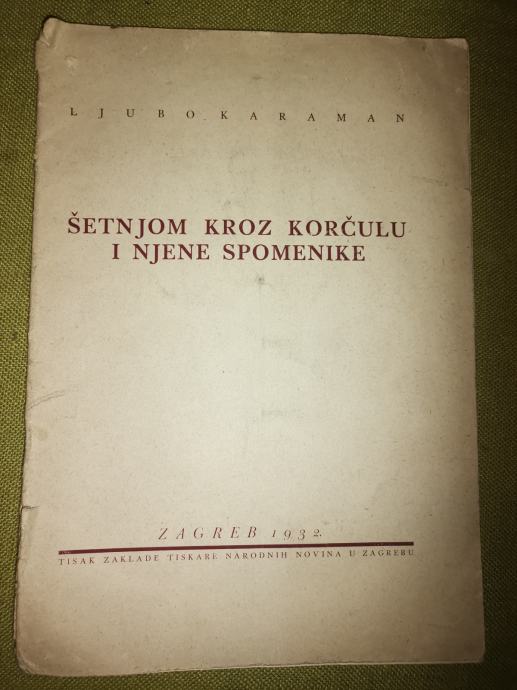 LJUBO KARAMAN
ŠETNJOM KROZ KORČULU
I NJENE SPOMENIKE
ZAGREB 1932.
TISAK ZAKLADE TISKARE NARODNIH NOVINA U ZAGREBU